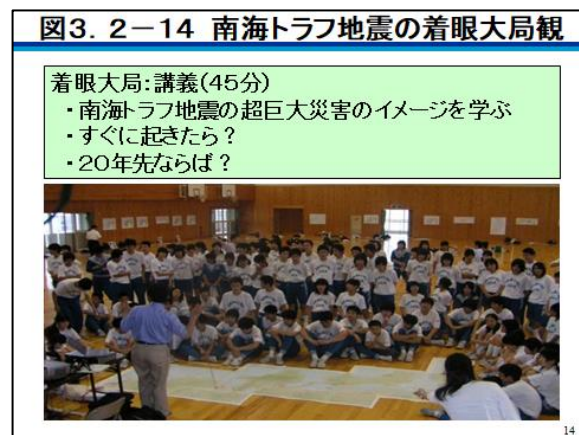 図3．2－14 南海トラフ地震の着眼大局観
着眼大局：講義（45分）
・南海トラフ地震の超巨大災害のイメージを学ぶ
・すぐに起きたら？
・20年先ならば？
14